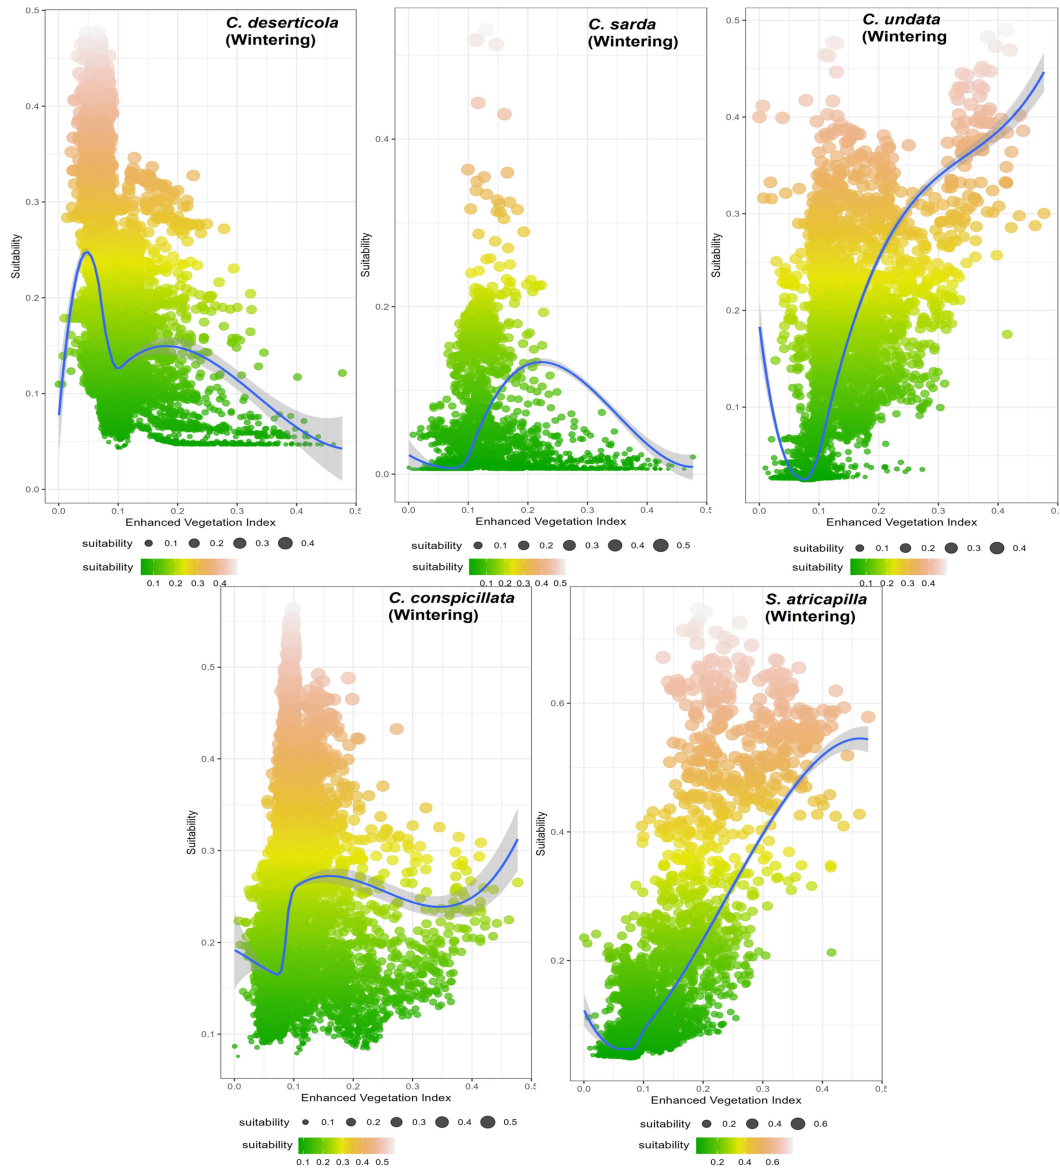 C. deserticola
(Wintering)
0.5
0.4
0.3
0.2
0.1
0.0
Suitability
0.0 0.1 0.2 0.3 0.4 0.5
Enhanced Vegetation Index
suitability 0.1 0.2 0.3 0.4
suitability
0.1 0.2 0.3 0.4
C. sarda
(Wintering)
0.4
0.2
0.0
Suitability
0.0 0.1 0.2 0.3 0.4 0.5
Enhanced Vegetation Index
suitability 0.1 0.2 0.3 0.4 0.5
suitability
0.1 0.2 0.3 0.4 0.5
C. undata
(Wintering
0.5
0.4
0.3
0.2
0.1
Suitability
0.0 0.1 0.2 0.3 0.4
Enhanced Vegetation Index
suitability 0.1 0.2 0.3 0.4
suitability
0.1 0.2 0.3 0.4
C. conspicillata
(Wintering)
0.5
0.4
0.3
0.2
0.1
Suitability
0.0 0.1 0.2 0.3 0.4
Enhanced Vegetation Index
suitability 0.1 0.2 0.3 0.4 0.5
suitability
0.1 0.2 0.3 0.4 0.5
S. atricapilla
(Wintering)
0.6
0.4
0.2
Suitability
0.0 0.1 0.2 0.3 0.4 0.5
Enhanced Vegetation Index
suitability 0.2 0.4 0.6
suitability
0.2 0.4 0.6